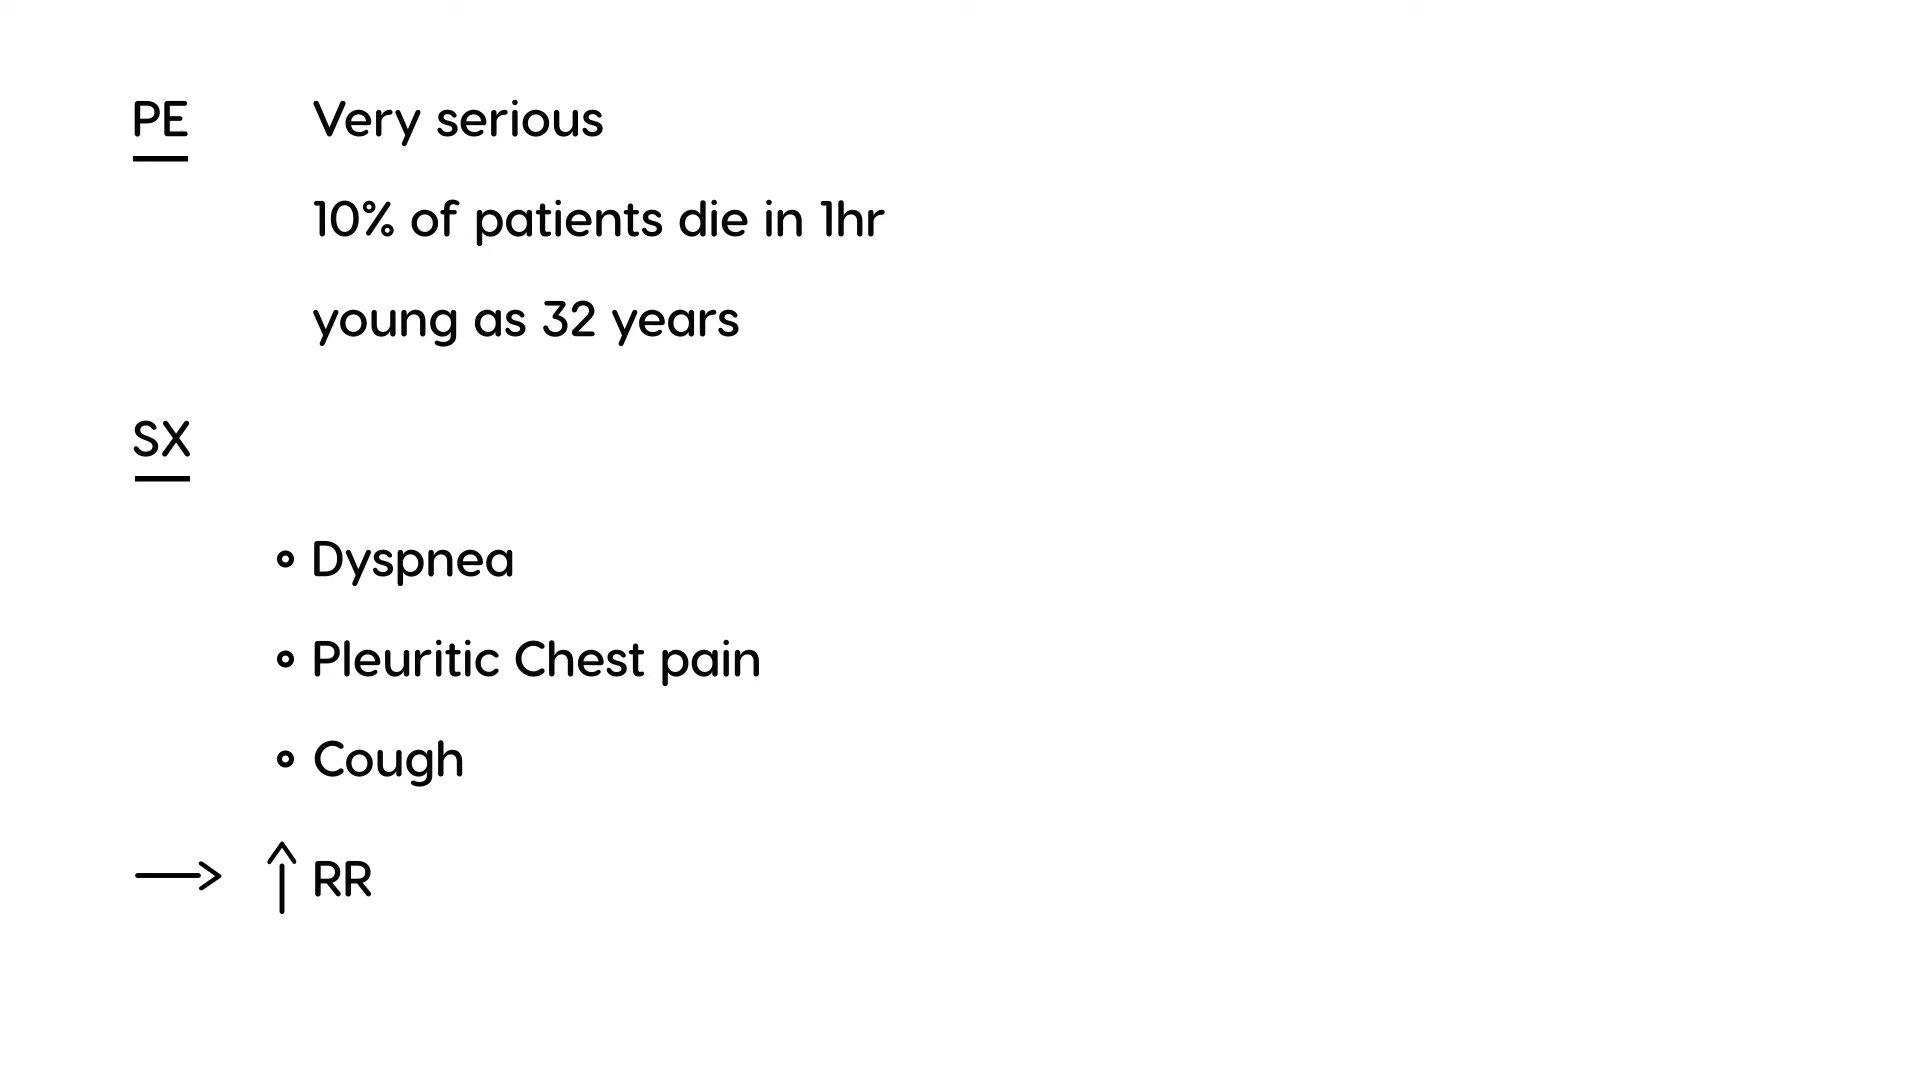 PE Very serious
10% of patients die in 1hr
young as 32 years
SX
Dyspnea
Pleuritic Chest pain
Cough
→ ↑ RR